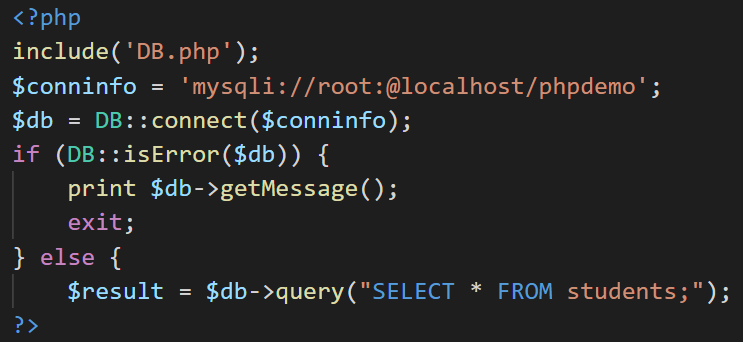 <?php
include('DB.php');
$conninfo = 'mysqli://root:@localhost/phpdemo';
$db = DB::connect($conninfo);
if (DB::isError($db)) {
    print $db->getMessage();
    exit;
} else {
    $result = $db->query("SELECT * FROM students;");
?>